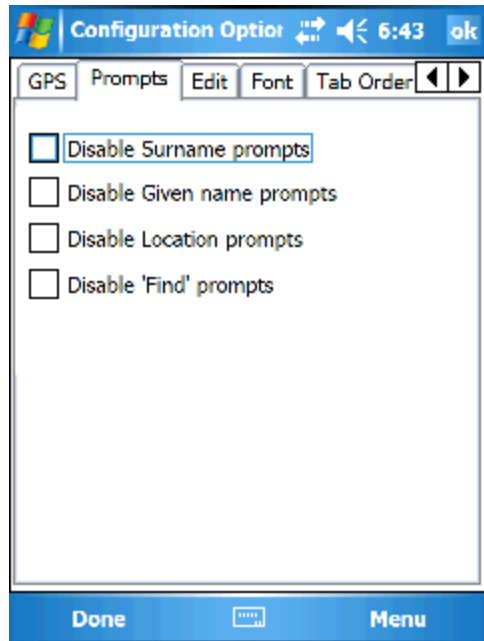 Configuration Option 6:43 ok
GPS Prompts Edit Font Tab Order
Disable Surname prompts
Disable Given name prompts
Disable Location prompts
Disable 'Find' prompts
Done Menu